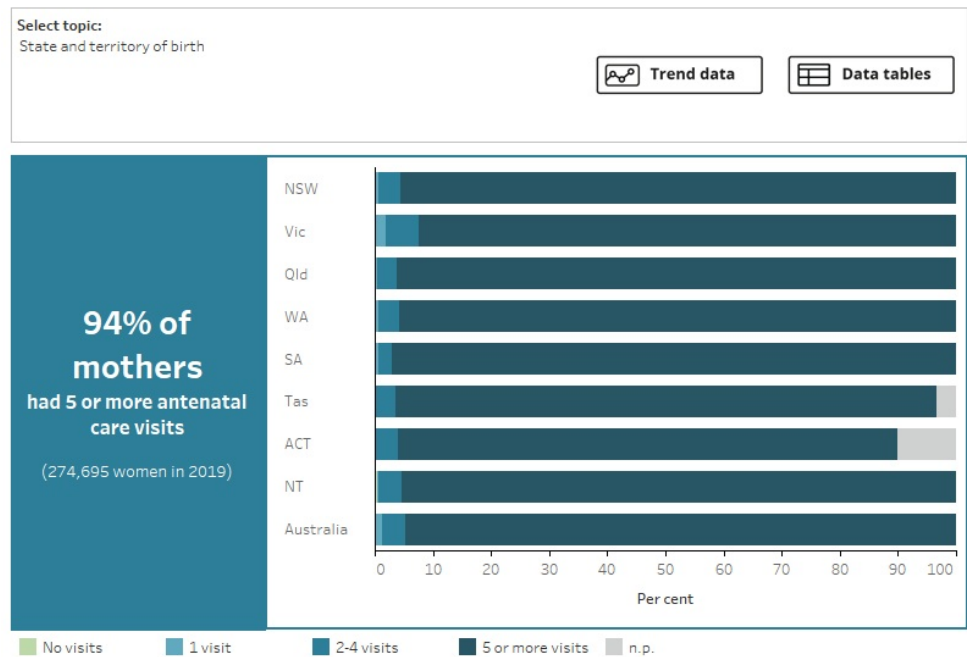 Select topic:
State and territory of birth
Trend data
Data tables
94% of
mothers
had 5 or more antenatal
care visits
(274,695 women in 2019)
NSW
Vic
Qld
WA
SA
Tas
ACT
NT
Australia
0 10 20 30 40 50 60 70 80 90 100
Per cent
No visits 1 visit 2-4 visits 5 or more visits n.p.